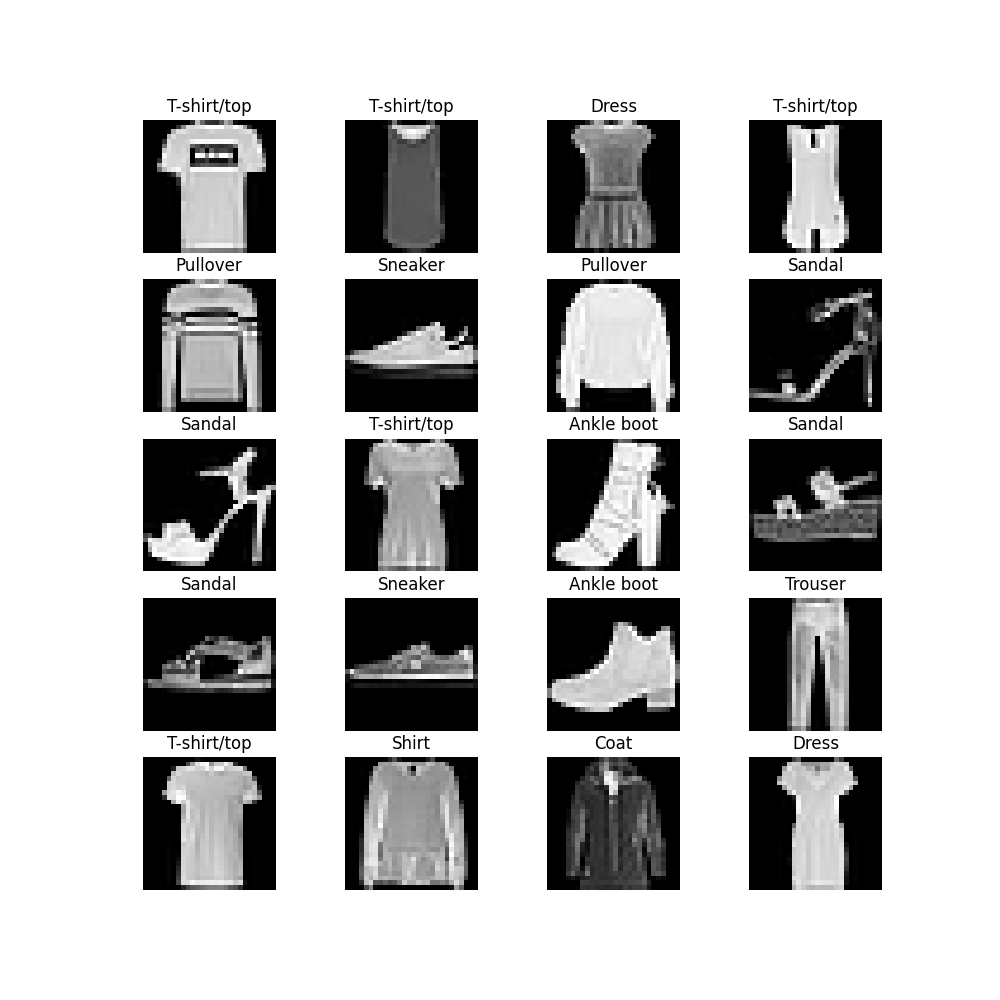 T-shirt/top T-shirt/top Dress T-shirt/top
Pullover Sneaker Pullover Sandal
Sandal T-shirt/top Ankle boot Sandal
Sandal Sneaker Ankle boot Trouser
T-shirt/top Shirt Coat Dress